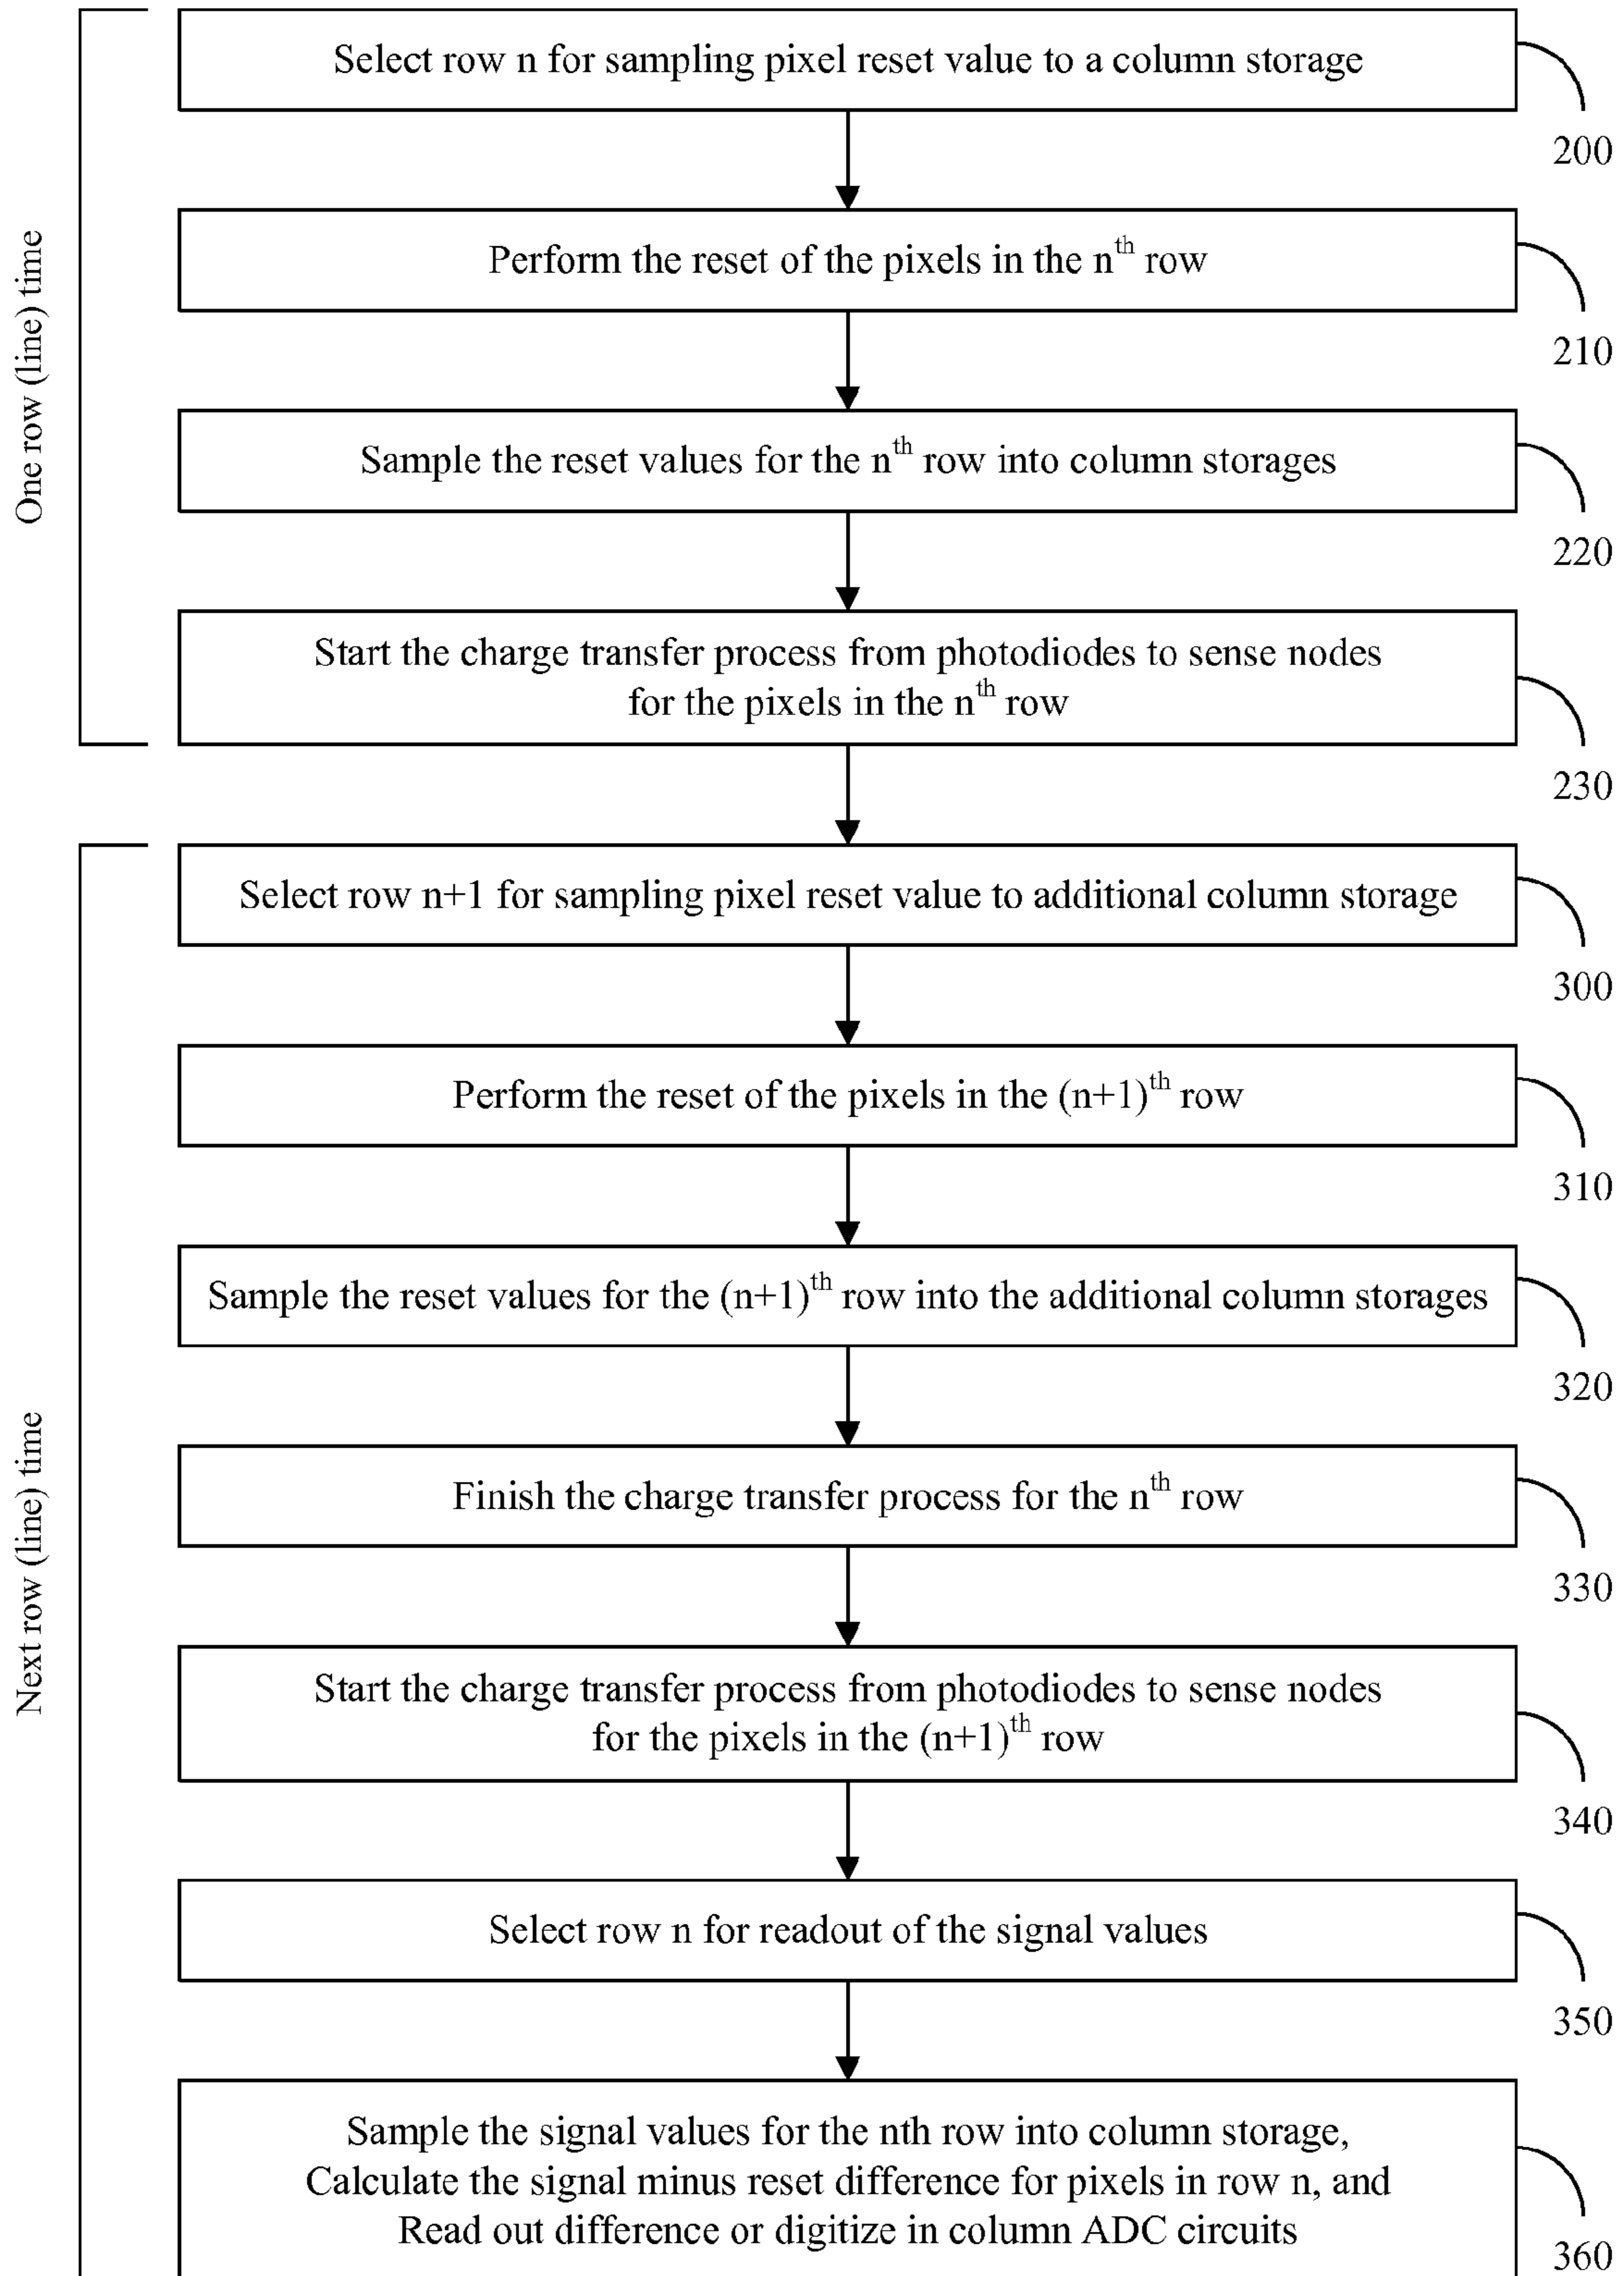 One row (line) time
Select row n for sampling pixel reset value to a column storage
200
Perform the reset of the pixels in the nth row
210
Sample the reset values for the nth row into column storages
220
Start the charge transfer process from photodiodes to sense nodes
for the pixels in the nth row
230
Next row (line) time
Select row n+1 for sampling pixel reset value to additional column storage
300
Perform the reset of the pixels in the (n+1)th row
310
Sample the reset values for the (n+1)th row into the additional column storages
320
Finish the charge transfer process for the nth row
330
Start the charge transfer process from photodiodes to sense nodes
for the pixels in the (n+1)th row
340
Select row n for readout of the signal values
350
Sample the signal values for the nth row into column storage,
Calculate the signal minus reset difference for pixels in row n, and
Read out difference or digitize in column ADC circuits
360